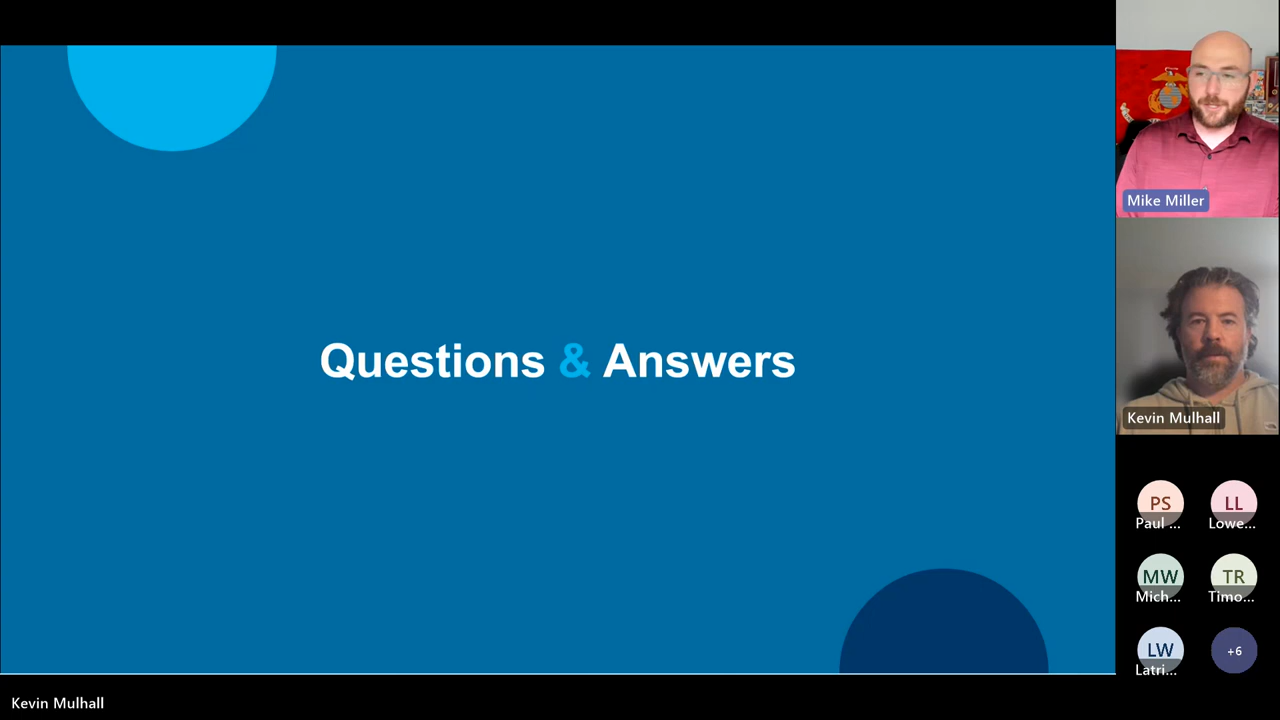 Questions & Answers
Mike Miller
Kevin Mulhall
PS
Paul ...
LL
Lowe...
MW
Mich...
TR
Timo...
LW
Latri...
+6
Kevin Mulhall